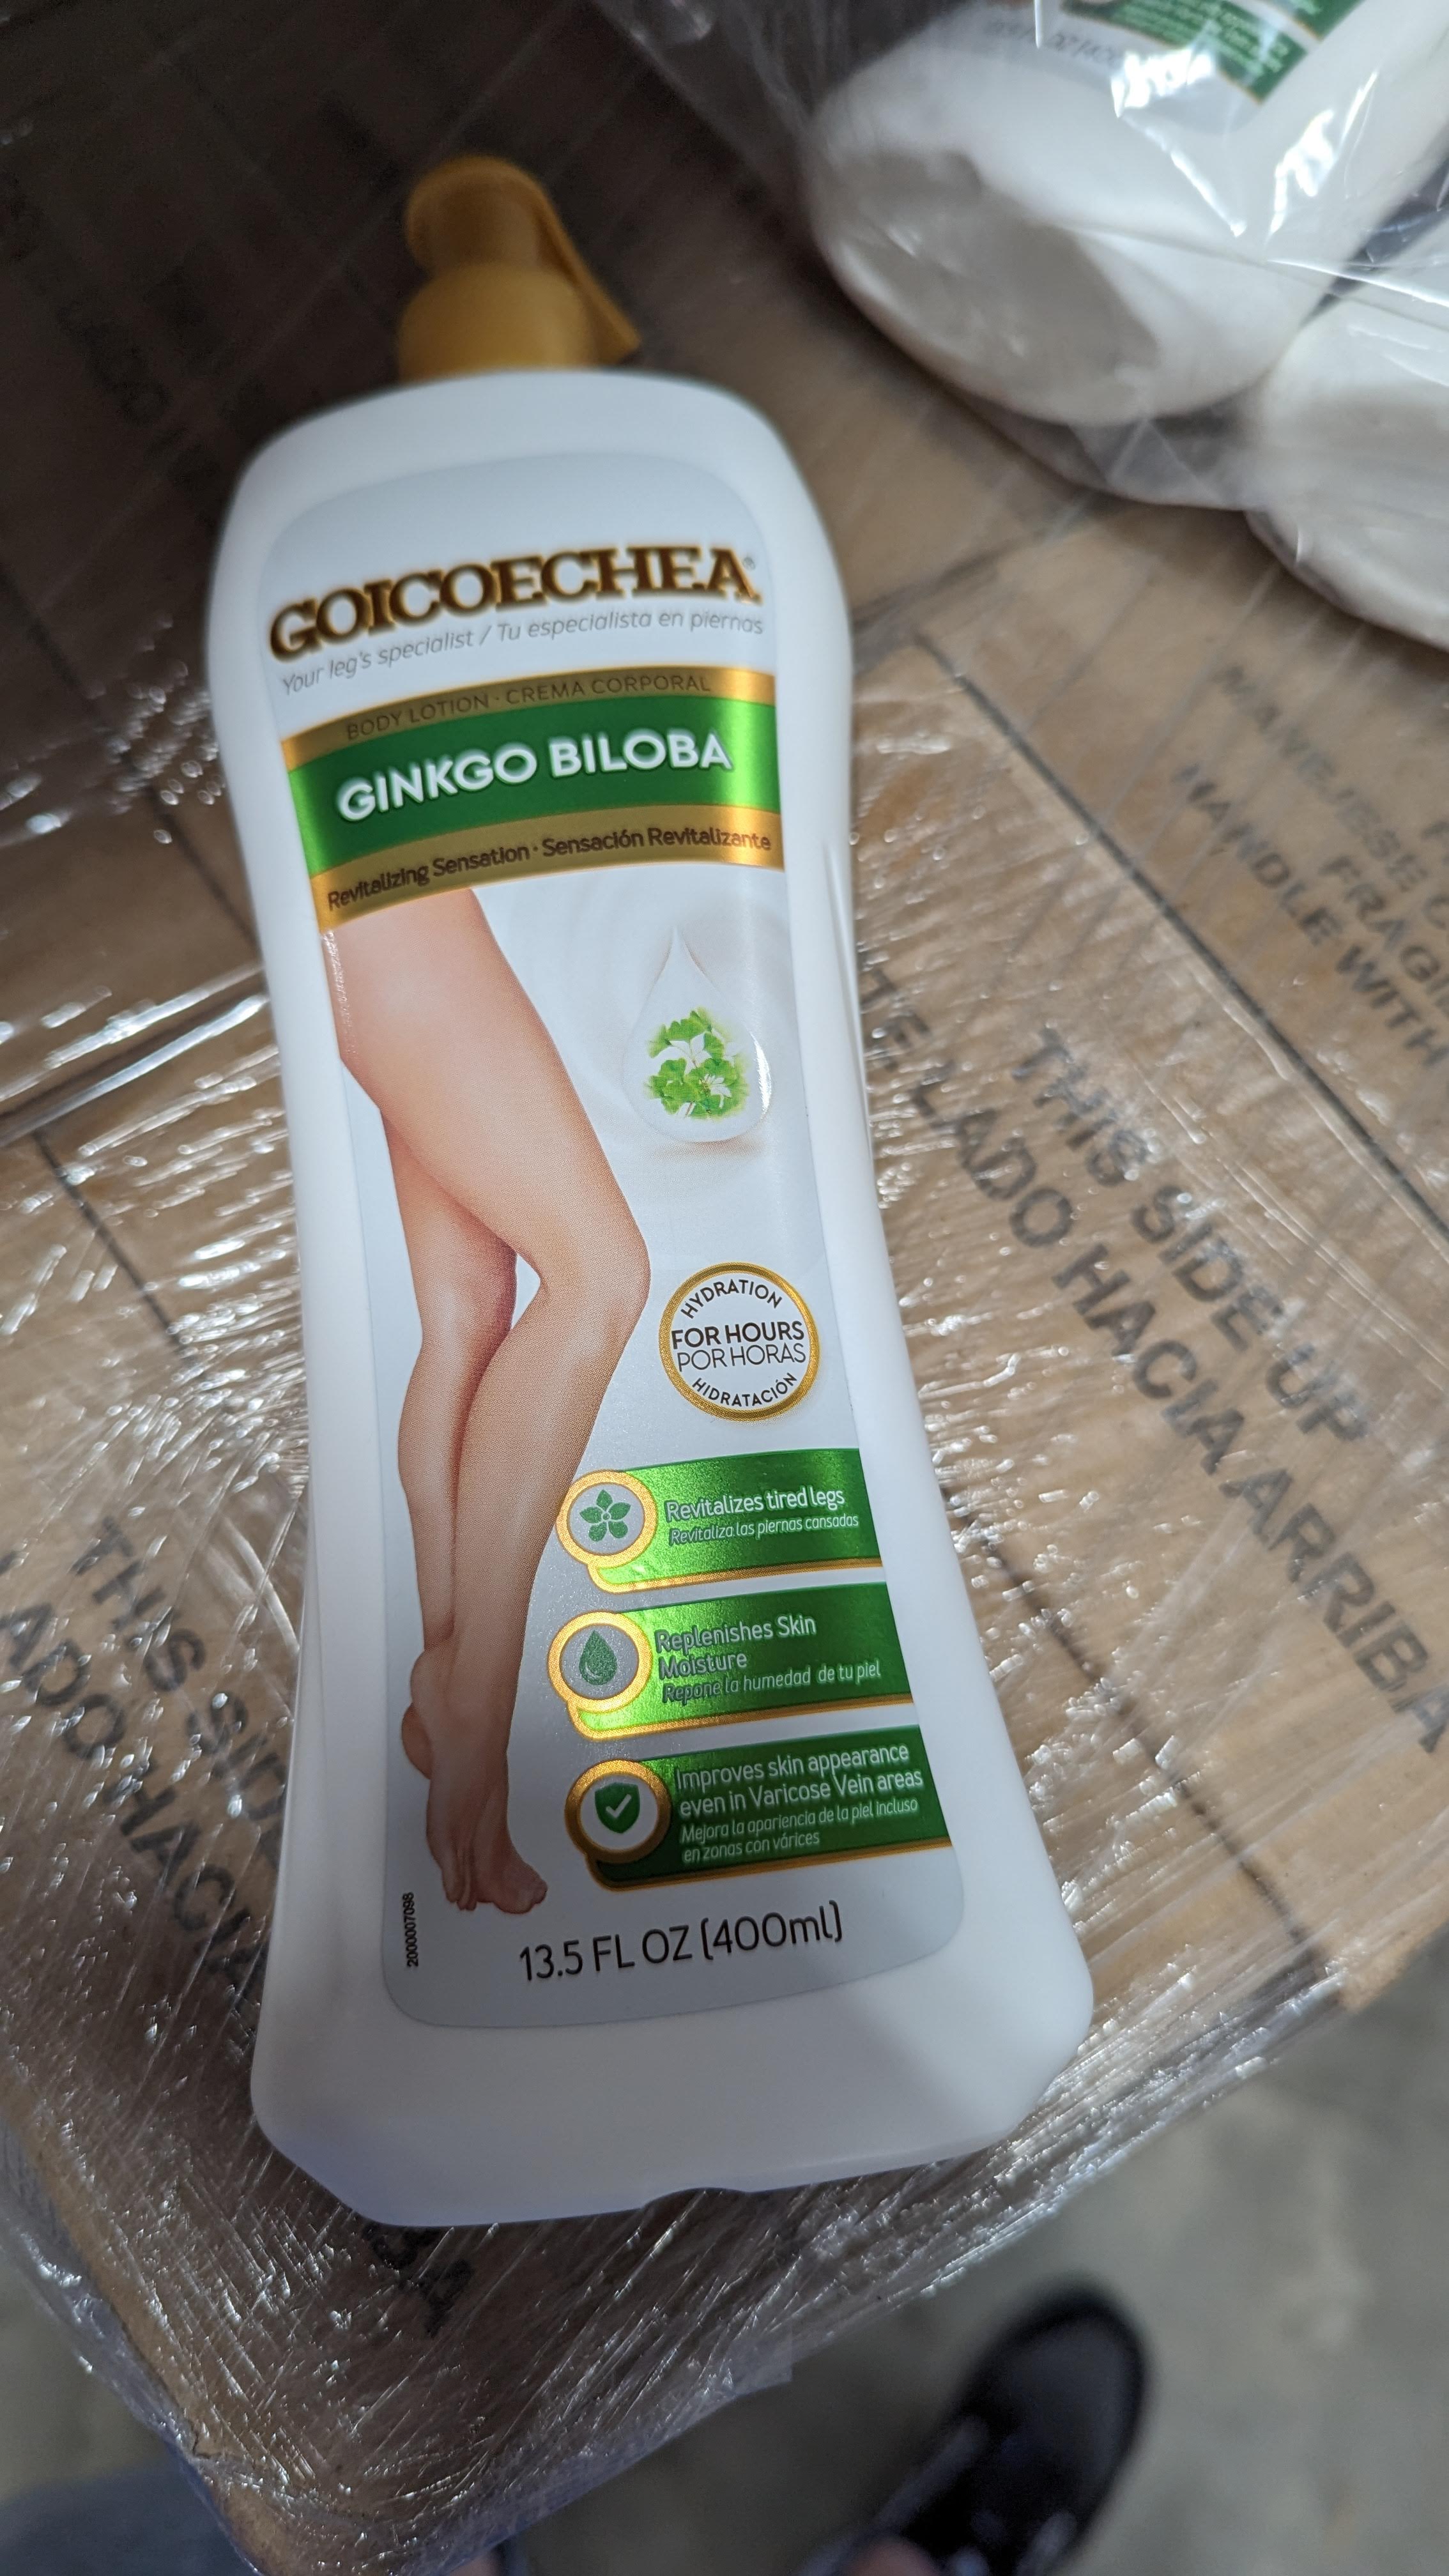 GOICOECHEA®
Your leg's specialist / Tu especialista en piernas
BODY LOTION · CREMA CORPORAL
GINKGO BILOBA
Revitalizing Sensation · Sensación Revitalizante
HYDRATION
FOR HOURS
POR HORAS
HIDRATACIÓN
Revitalizes tired legs
Revitaliza las piernas cansadas
Replenishes Skin
Moisture
Repone la humedad de tu piel
Improves skin appearance
even in Varicose Vein areas
Mejora la apariencia de la piel incluso
en zonas con várices
2000007098
13.5 FL OZ (400ml)
HANDLE WITH
THIS SIDE UP
ESTE LADO HACIA ARRIBA
THIS SIDE
LADO HACIA